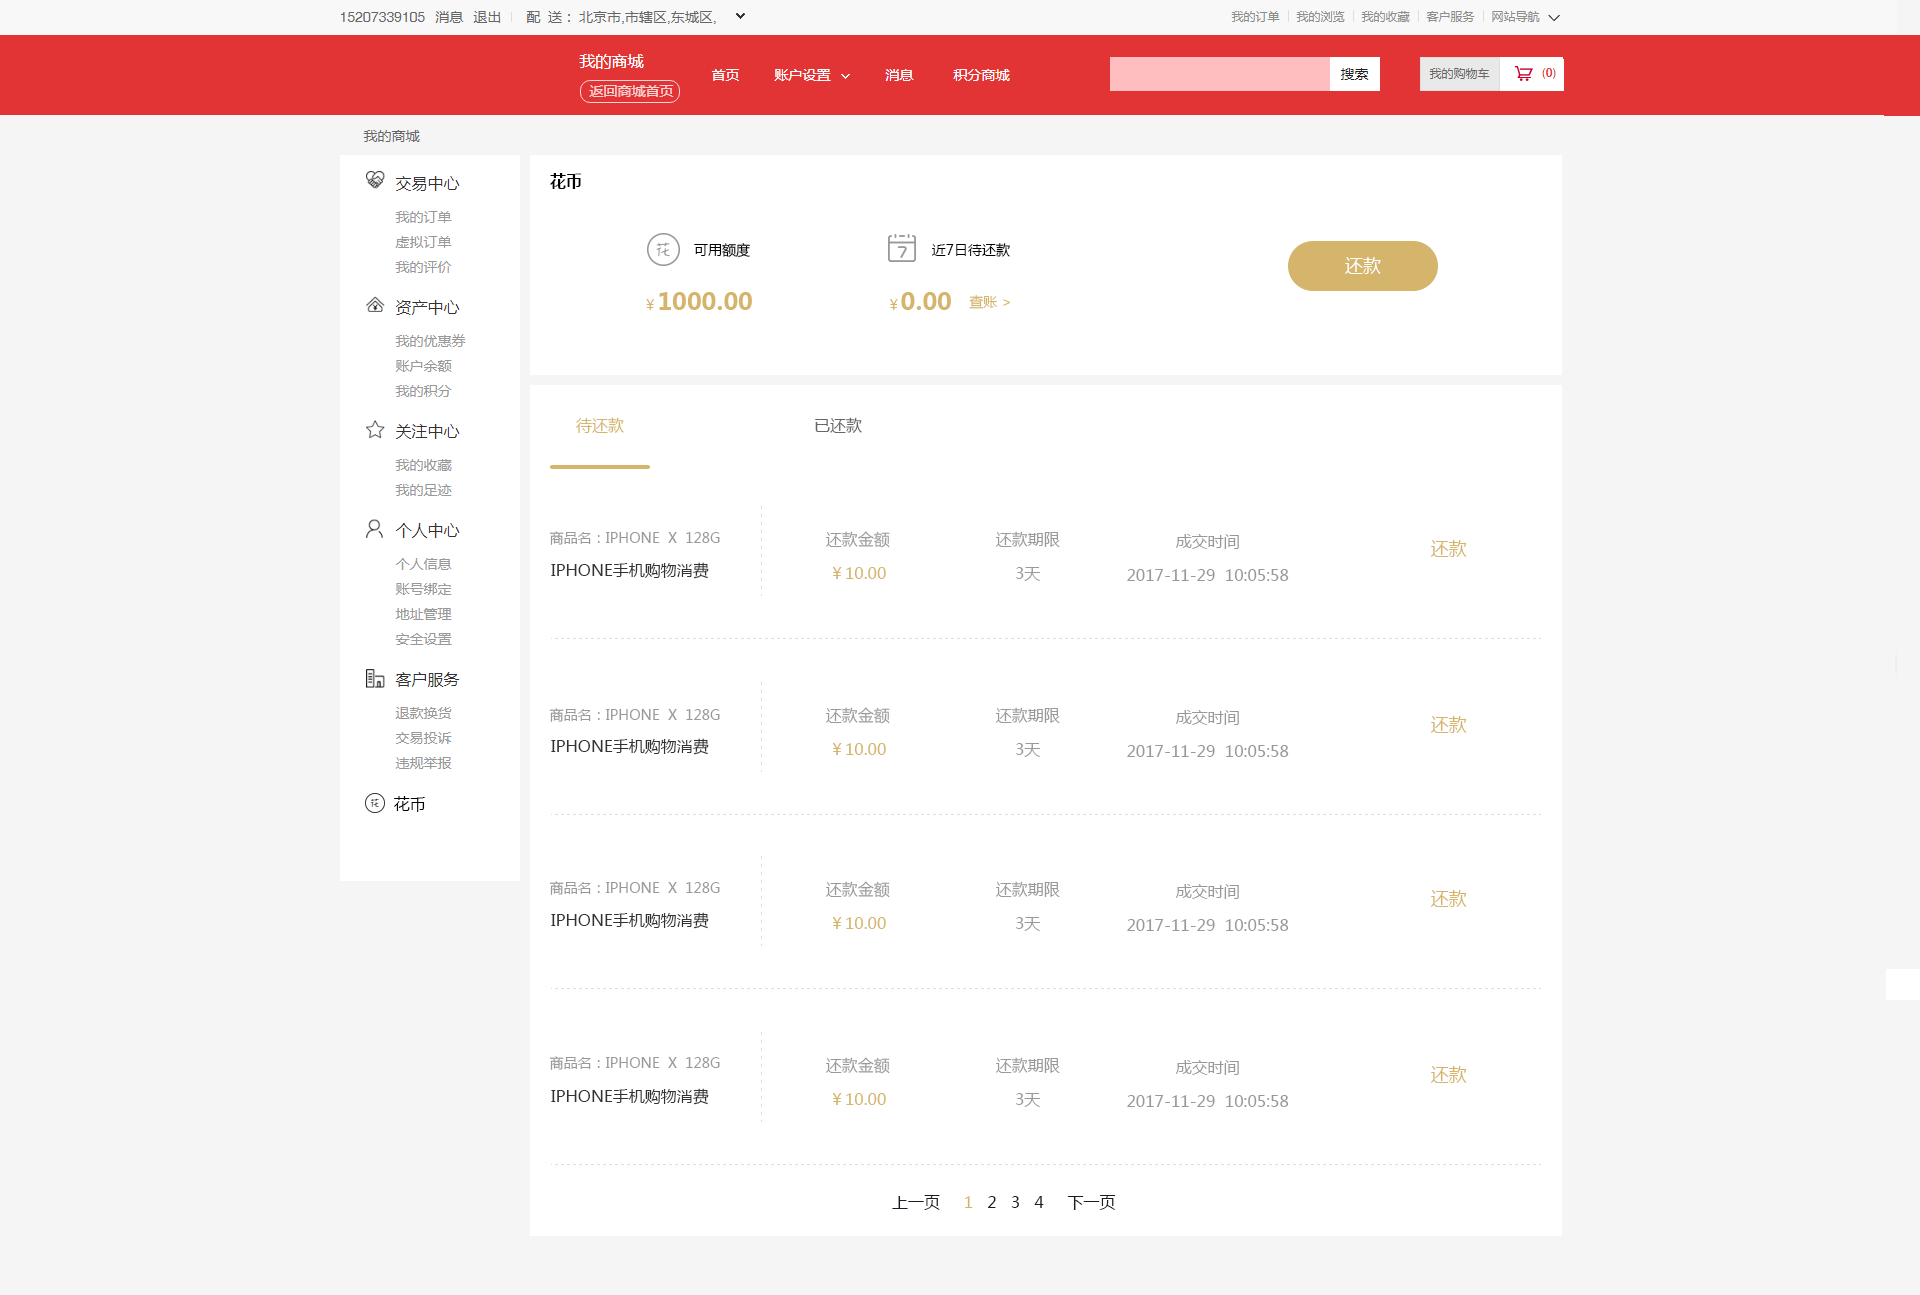 15207339105 消息 退出 配 送： 北京市,市辖区,东城区,
我的订单 我的浏览 我的收藏 客户服务 网站导航
我的商城
返回商城首页
首页 账户设置 消息 积分商城
搜索
我的购物车 (0)
我的商城
交易中心
我的订单
虚拟订单
我的评价
资产中心
我的优惠券
账户余额
我的积分
关注中心
我的收藏
我的足迹
个人中心
个人信息
账号绑定
地址管理
安全设置
客户服务
退款换货
交易投诉
违规举报
花 花币
花币
花 可用额度
¥1000.00
7 近7日待还款
¥0.00 查账 >
还款
待还款 已还款
商品名：IPHONE X 128G
IPHONE手机购物消费
还款金额
¥10.00
还款期限
3天
成交时间
2017-11-29 10:05:58
还款
商品名：IPHONE X 128G
IPHONE手机购物消费
还款金额
¥10.00
还款期限
3天
成交时间
2017-11-29 10:05:58
还款
商品名：IPHONE X 128G
IPHONE手机购物消费
还款金额
¥10.00
还款期限
3天
成交时间
2017-11-29 10:05:58
还款
商品名：IPHONE X 128G
IPHONE手机购物消费
还款金额
¥10.00
还款期限
3天
成交时间
2017-11-29 10:05:58
还款
上一页 1 2 3 4 下一页